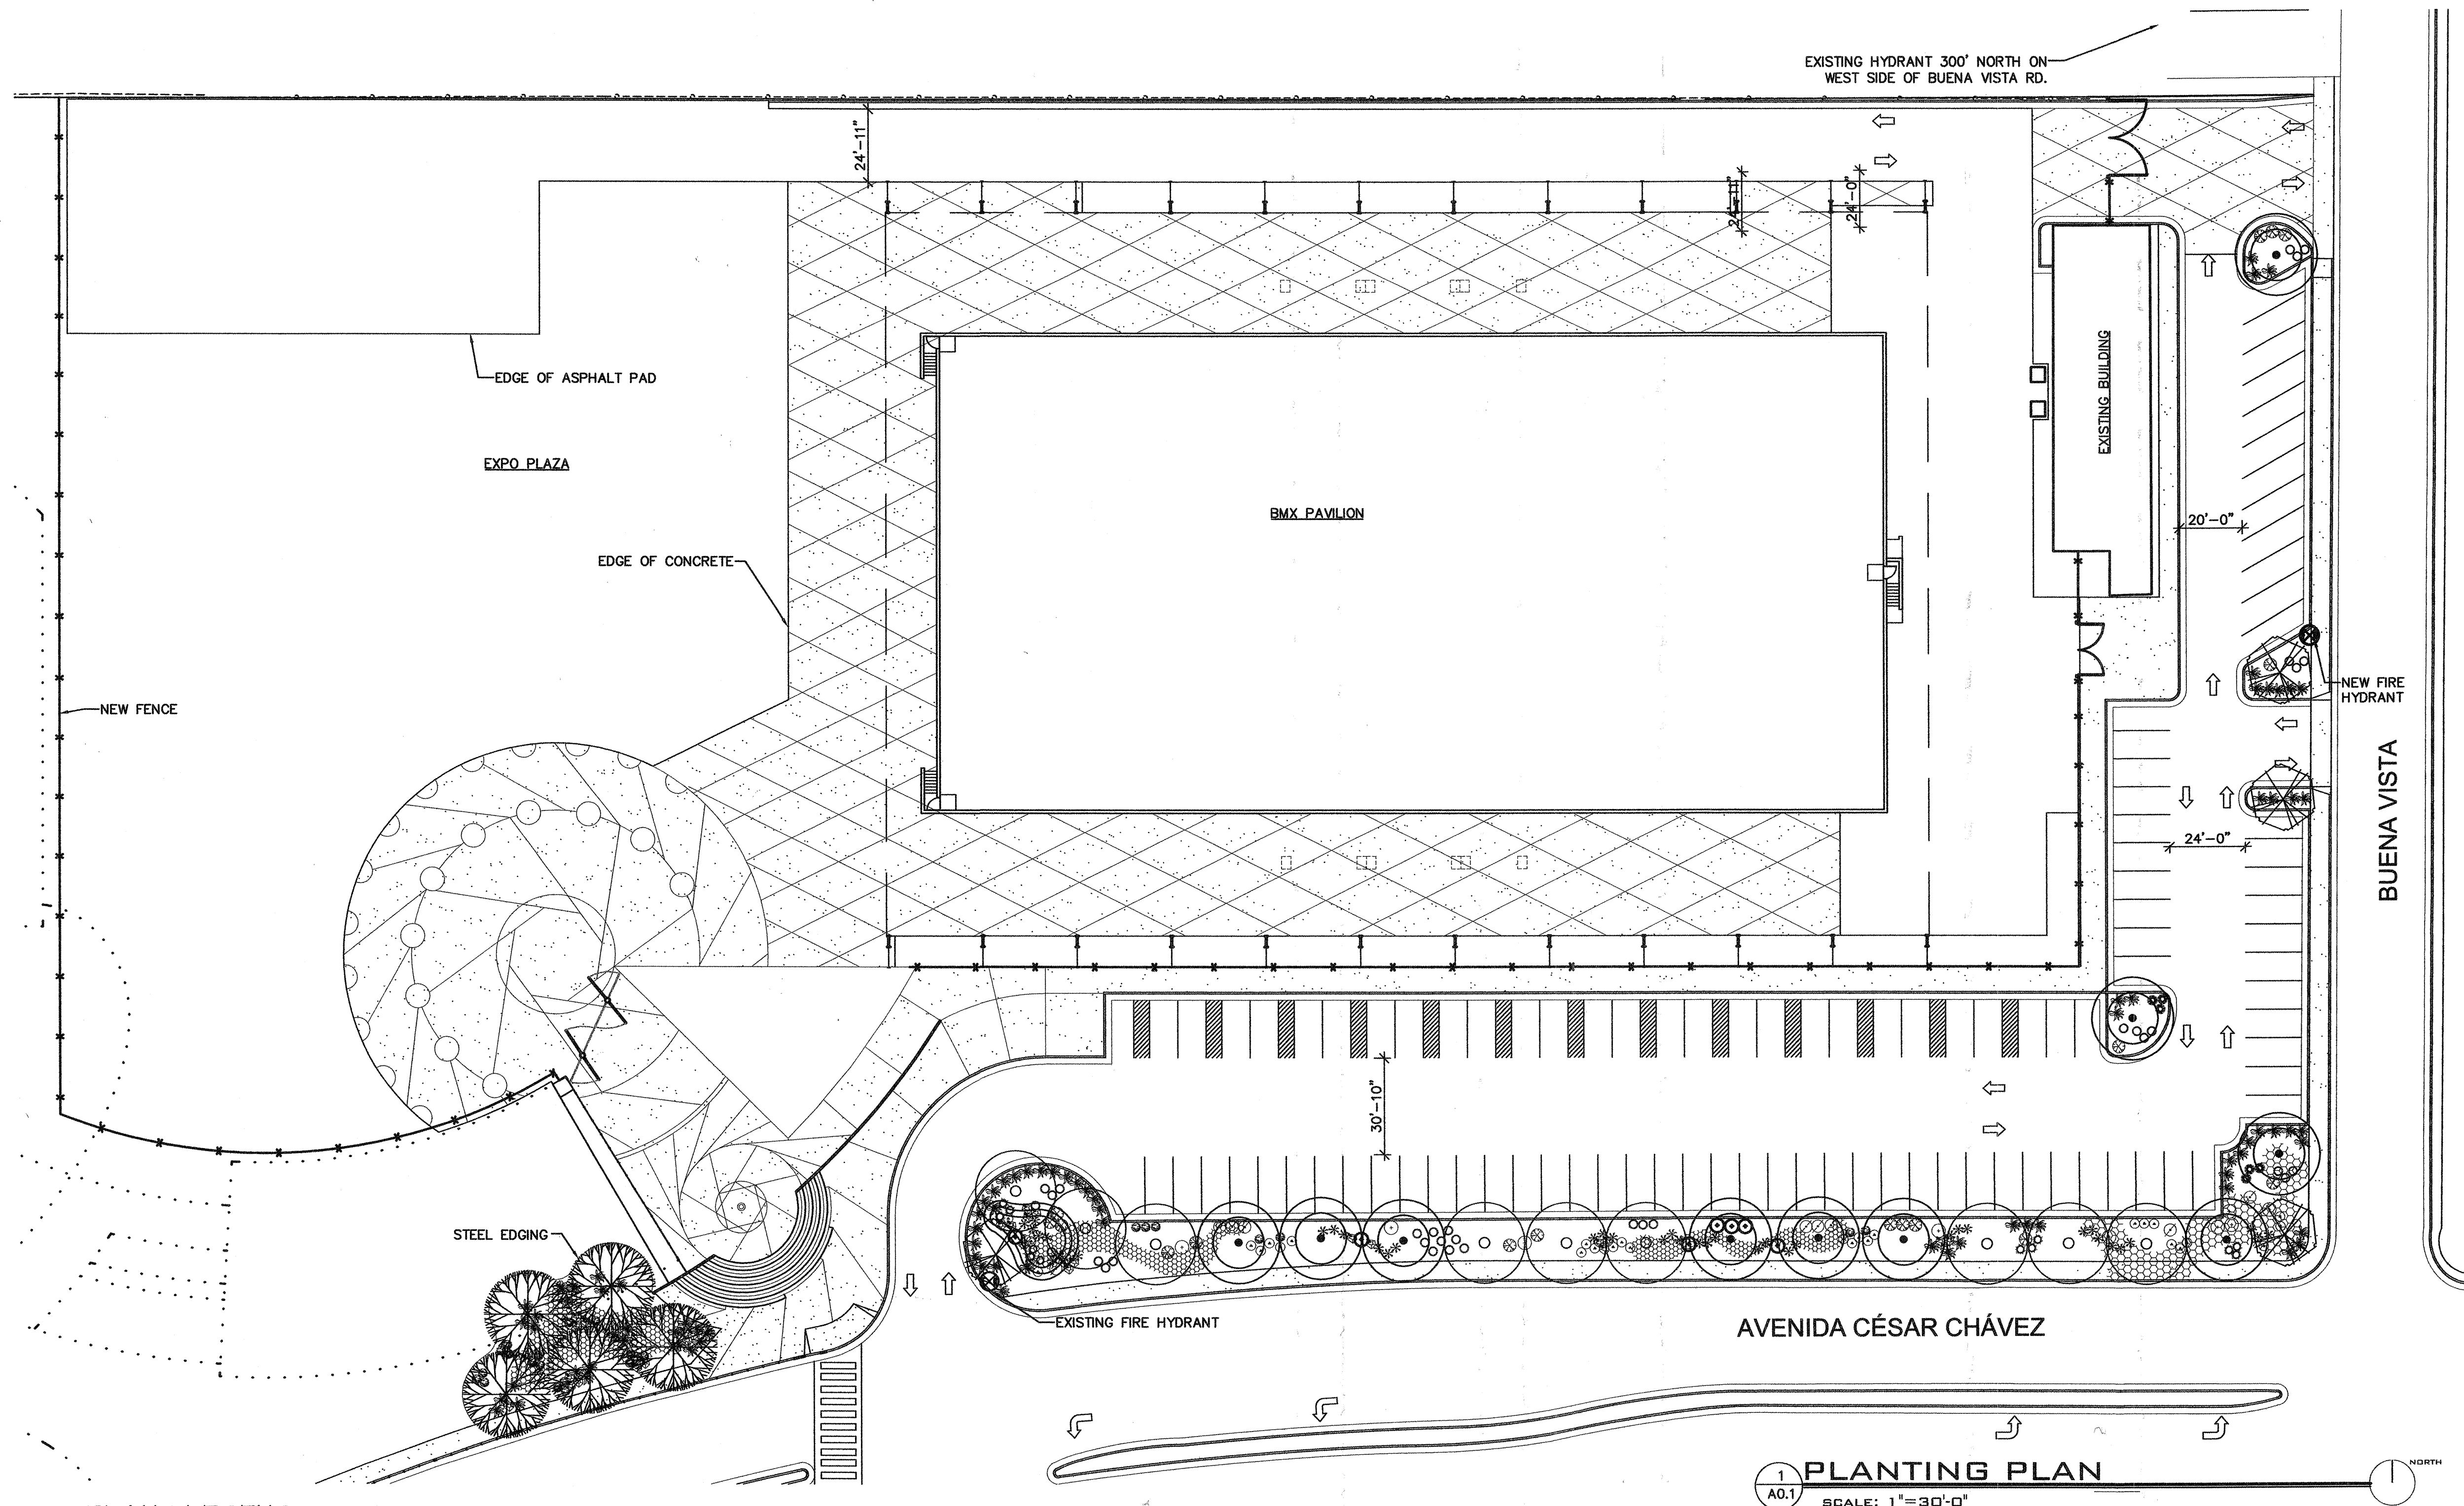 EXISTING HYDRANT 300' NORTH ON
WEST SIDE OF BUENA VISTA RD.
24'-11"
24'-11"
24'-0"
EDGE OF ASPHALT PAD
EXISTING BUILDING
EXPO PLAZA
BMX PAVILION
20'-0"
EDGE OF CONCRETE
NEW FENCE
NEW FIRE
HYDRANT
BUENA VISTA
24'-0"
30'-10"
STEEL EDGING
EXISTING FIRE HYDRANT
AVENIDA CÉSAR CHÁVEZ
1
A0.1
PLANTING PLAN
NORTH
SCALE: 1"=30'-0"